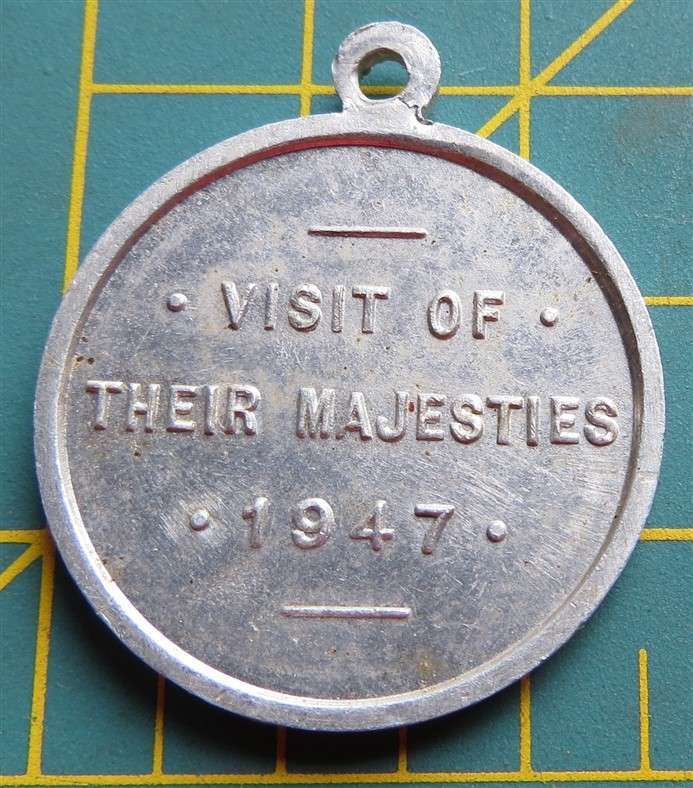 · VISIT OF ·
THEIR MAJESTIES
· 1947 ·